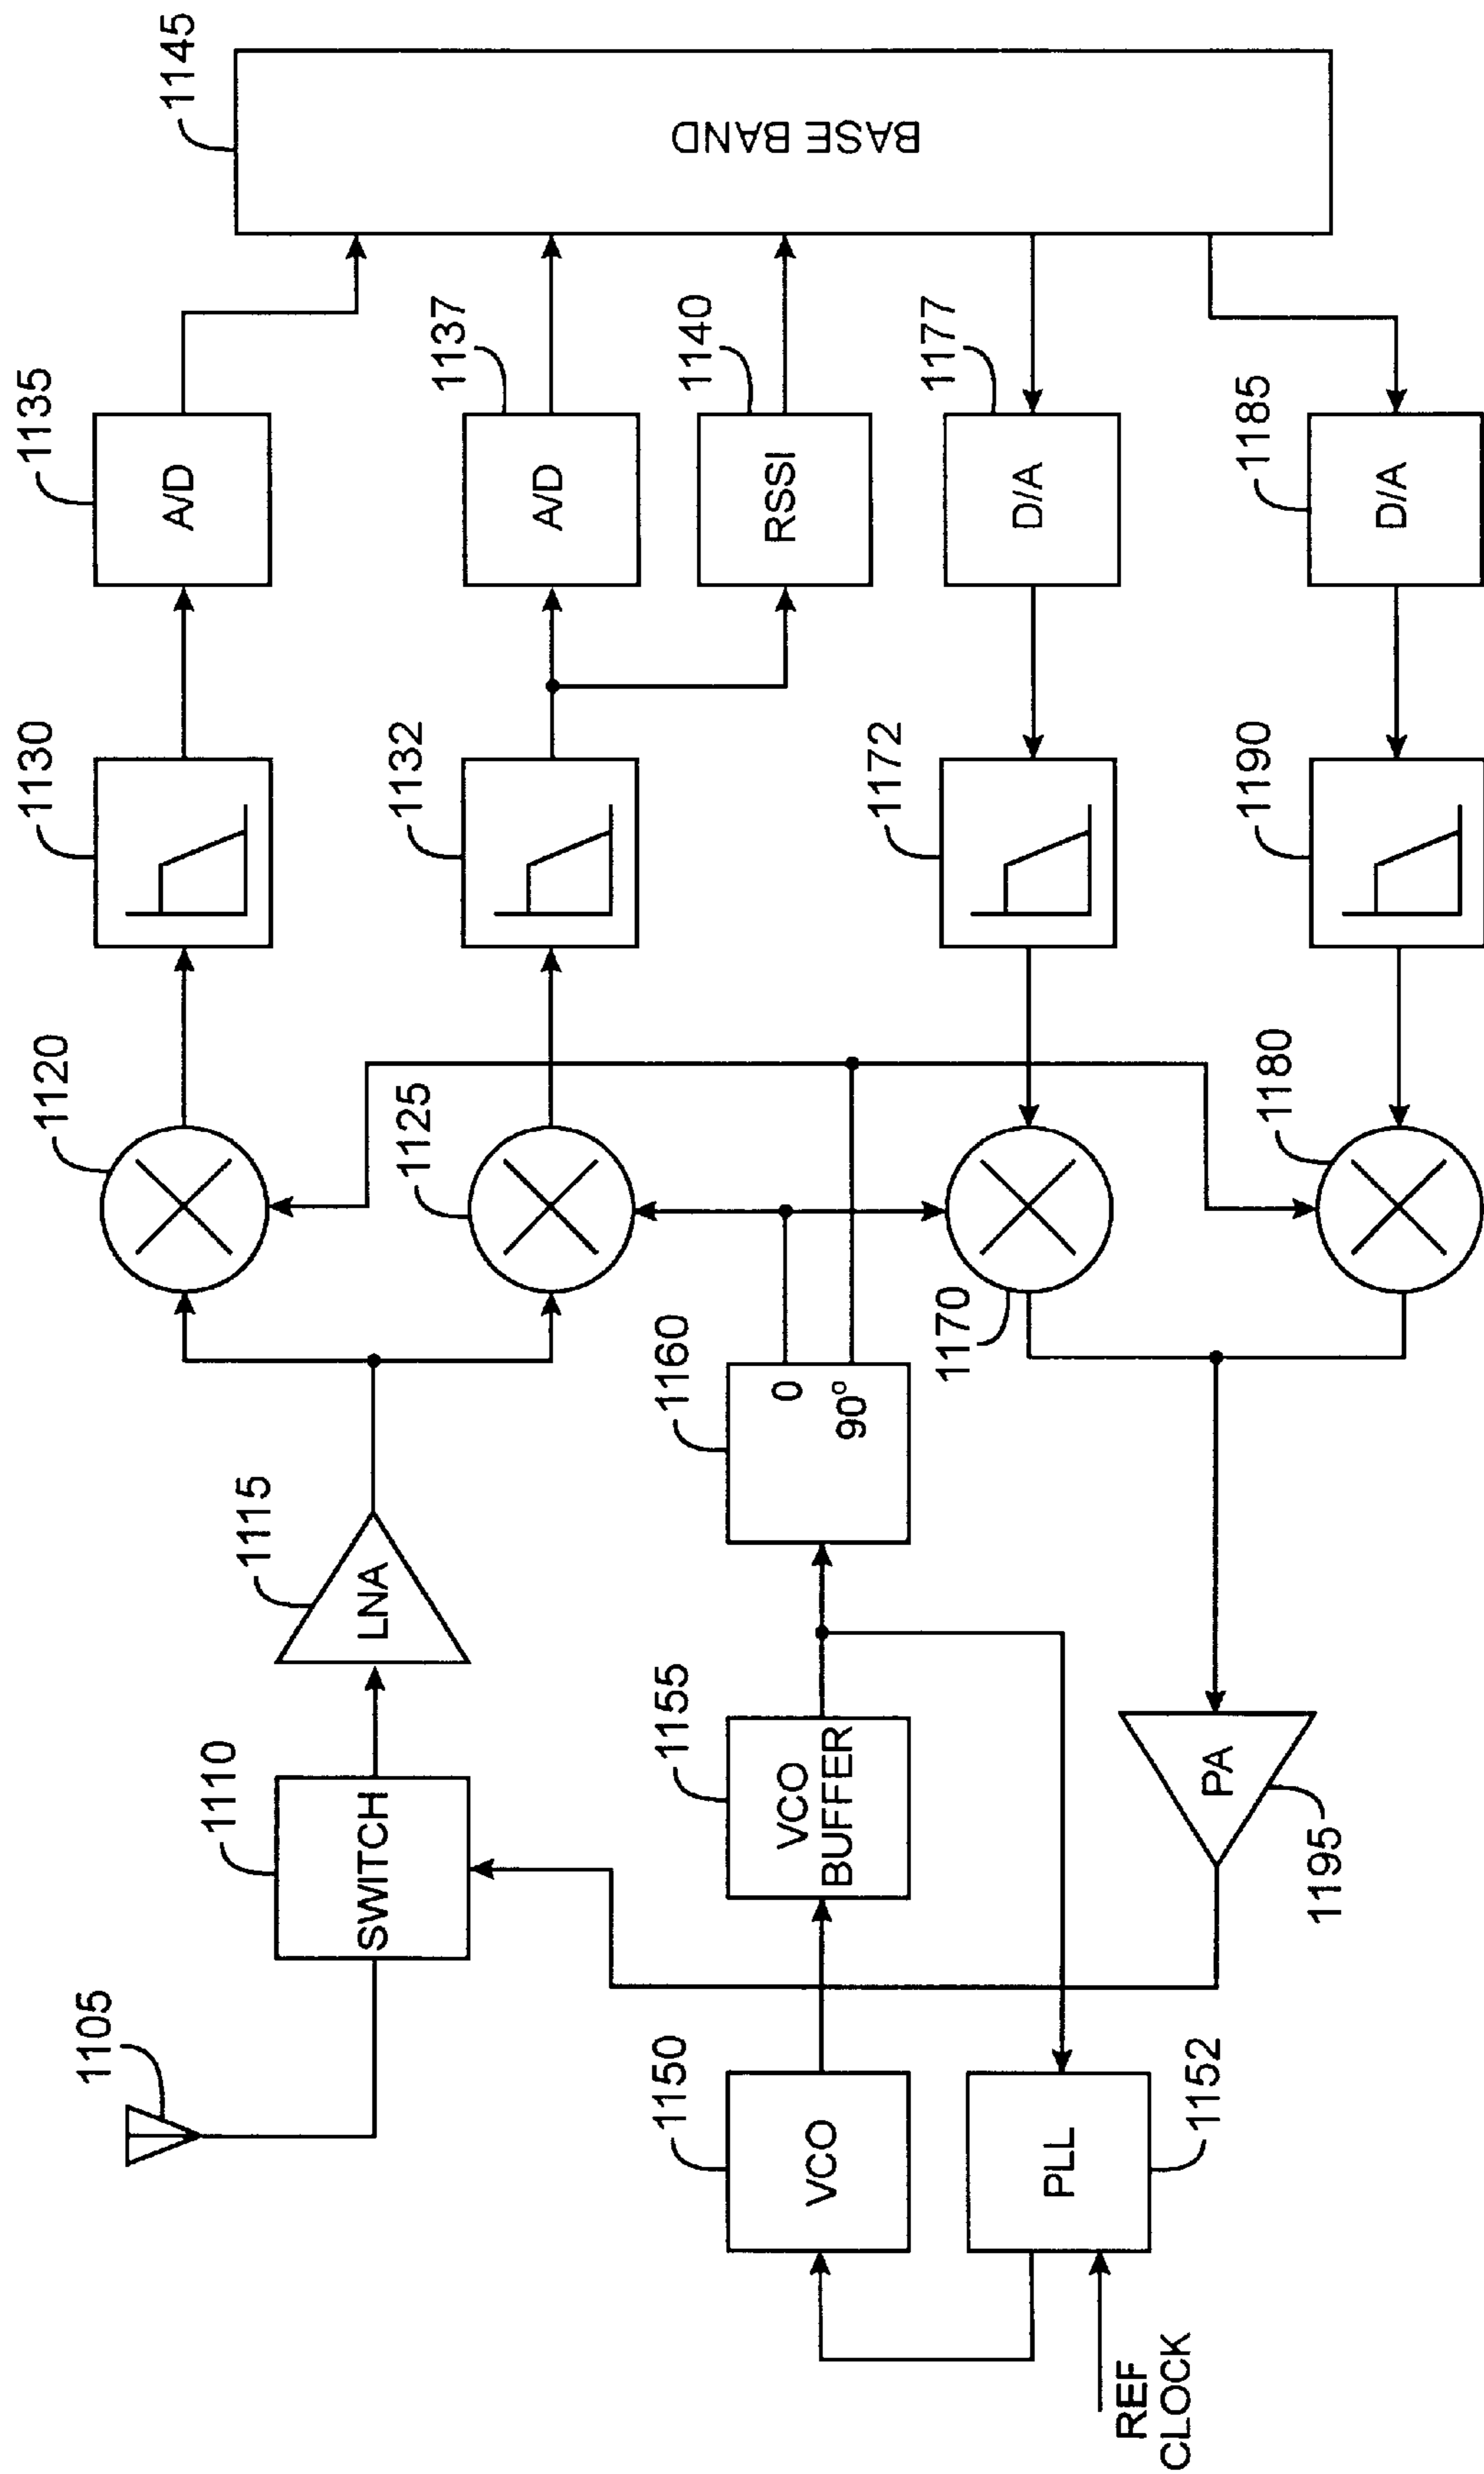 1105
1110
SWITCH
1115
LNA
1120
1125
1130
1132
1135
A/D
1137
A/D
1140
RSSI
1145
BASE BAND
1150
VCO
1152
PLL
REF
CLOCK
1155
VCO
BUFFER
1160
0
90°
1170
1172
1177
D/A
1180
1190
1185
D/A
PA
1195